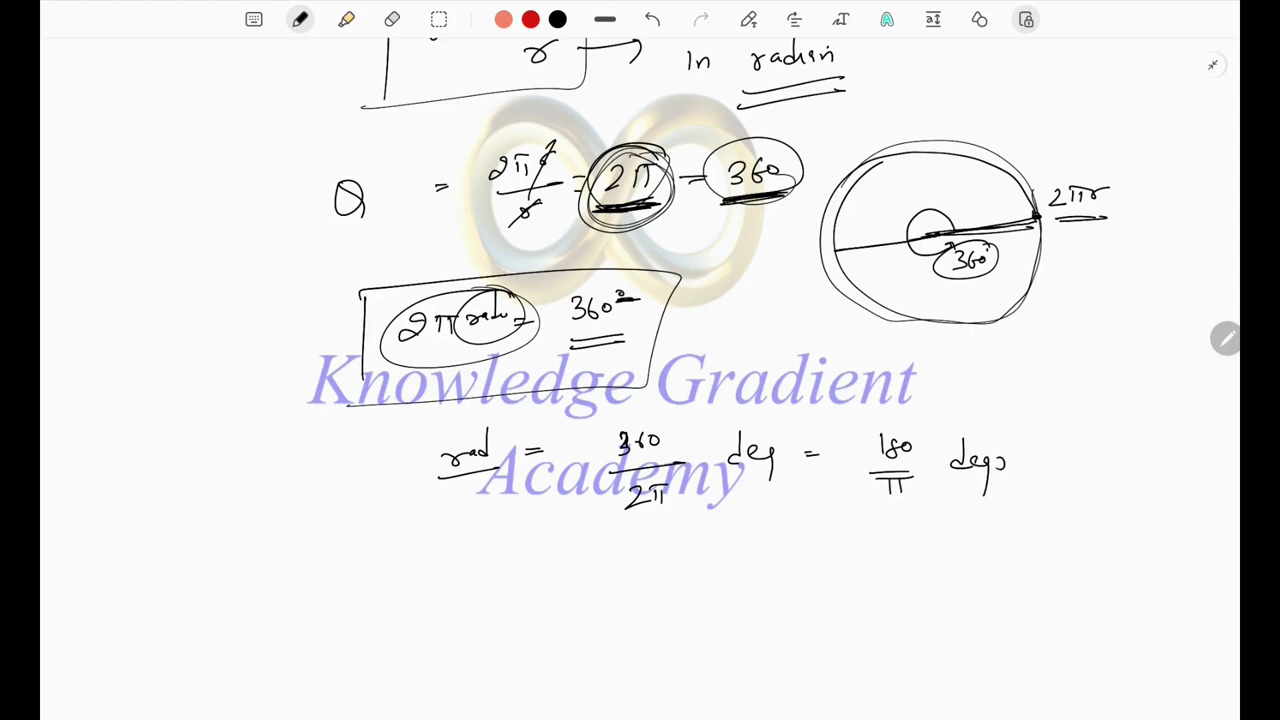 r → In radian
Q = 2πr/r = 2π = 360
2πr
360°
2π rad = 360°
Knowledge Gradient
Academy
rad = 360/2π deg = 180/π deg